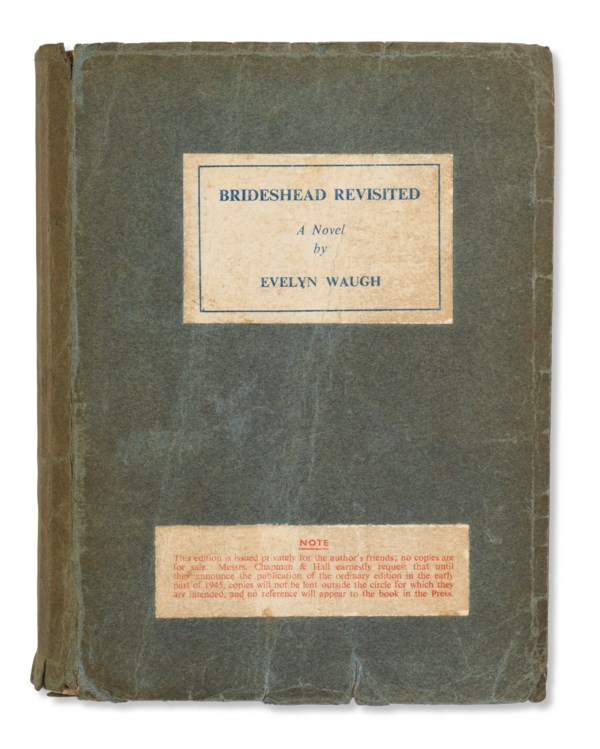 BRIDESHEAD REVISITED
A Novel
by
EVELYN WAUGH
NOTE
This edition is issued privately for the author's friends; no copies are
for sale. Messrs. Chapman & Hall earnestly request that until
they announce the publication of the ordinary edition in the early
part of 1945, copies will not be lent outside the circle for which they
are intended, and no reference will appear to the book in the Press.